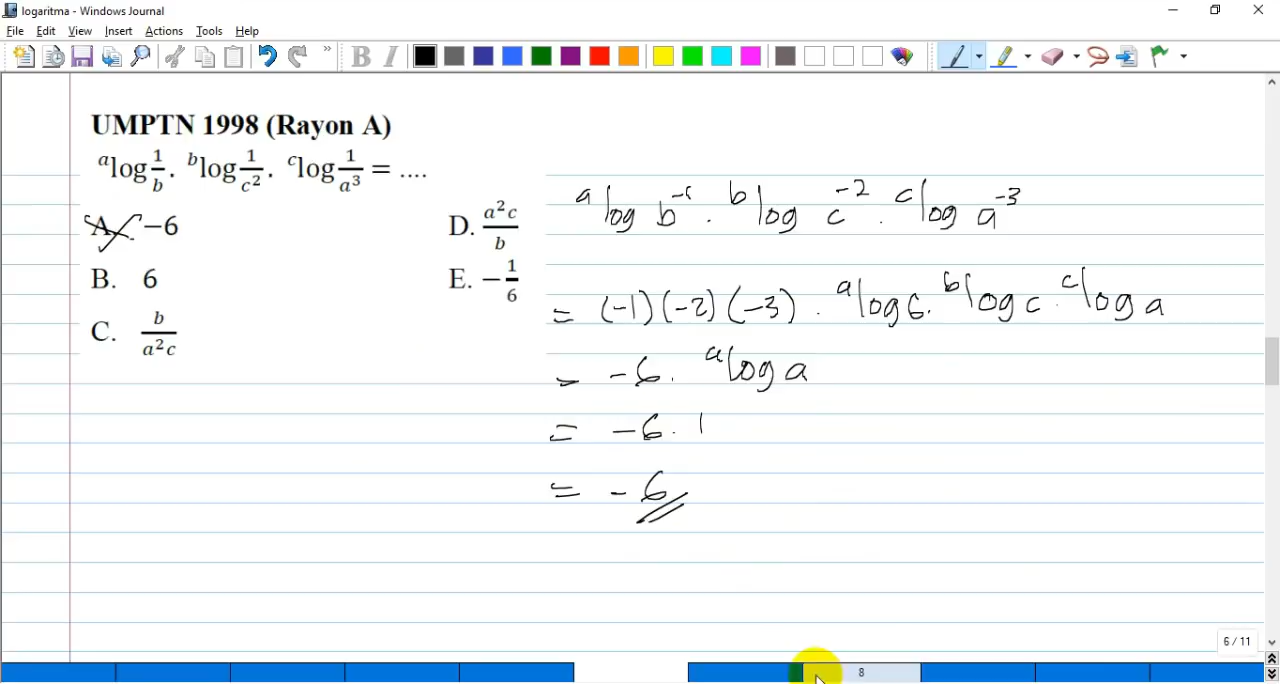 logaritma - Windows Journal
File Edit View Insert Actions Tools Help
» B I
UMPTN 1998 (Rayon A)
ᵃlog 1/b . ᵇlog 1/c² . ᶜlog 1/a³ = ....
A. −6
B. 6
C. b/a²c
D. a²c/b
E. −1/6
ᵃlog b⁻¹ . ᵇlog c⁻² . ᶜlog a⁻³
= (-1)(-2)(-3) . ᵃlog b . ᵇlog c . ᶜlog a
= -6 . ᵃlog a
= -6 . 1
= -6
6 / 11
8